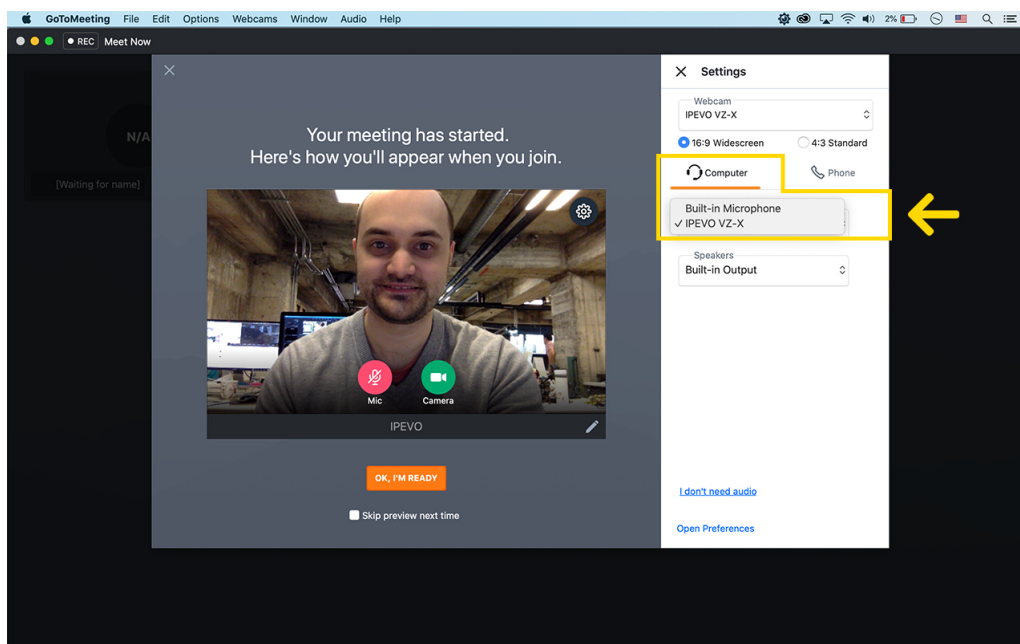 GoToMeeting File Edit Options Webcams Window Audio Help 2%
REC Meet Now
N/A
[Waiting for name]
Your meeting has started.
Here's how you'll appear when you join.
Mic Camera
IPEVO
OK, I'M READY
Skip preview next time
Settings
Webcam
IPEVO VZ-X
16:9 Widescreen 4:3 Standard
Computer Phone
Built-in Microphone
✓ IPEVO VZ-X
Speakers
Built-in Output
I don't need audio
Open Preferences